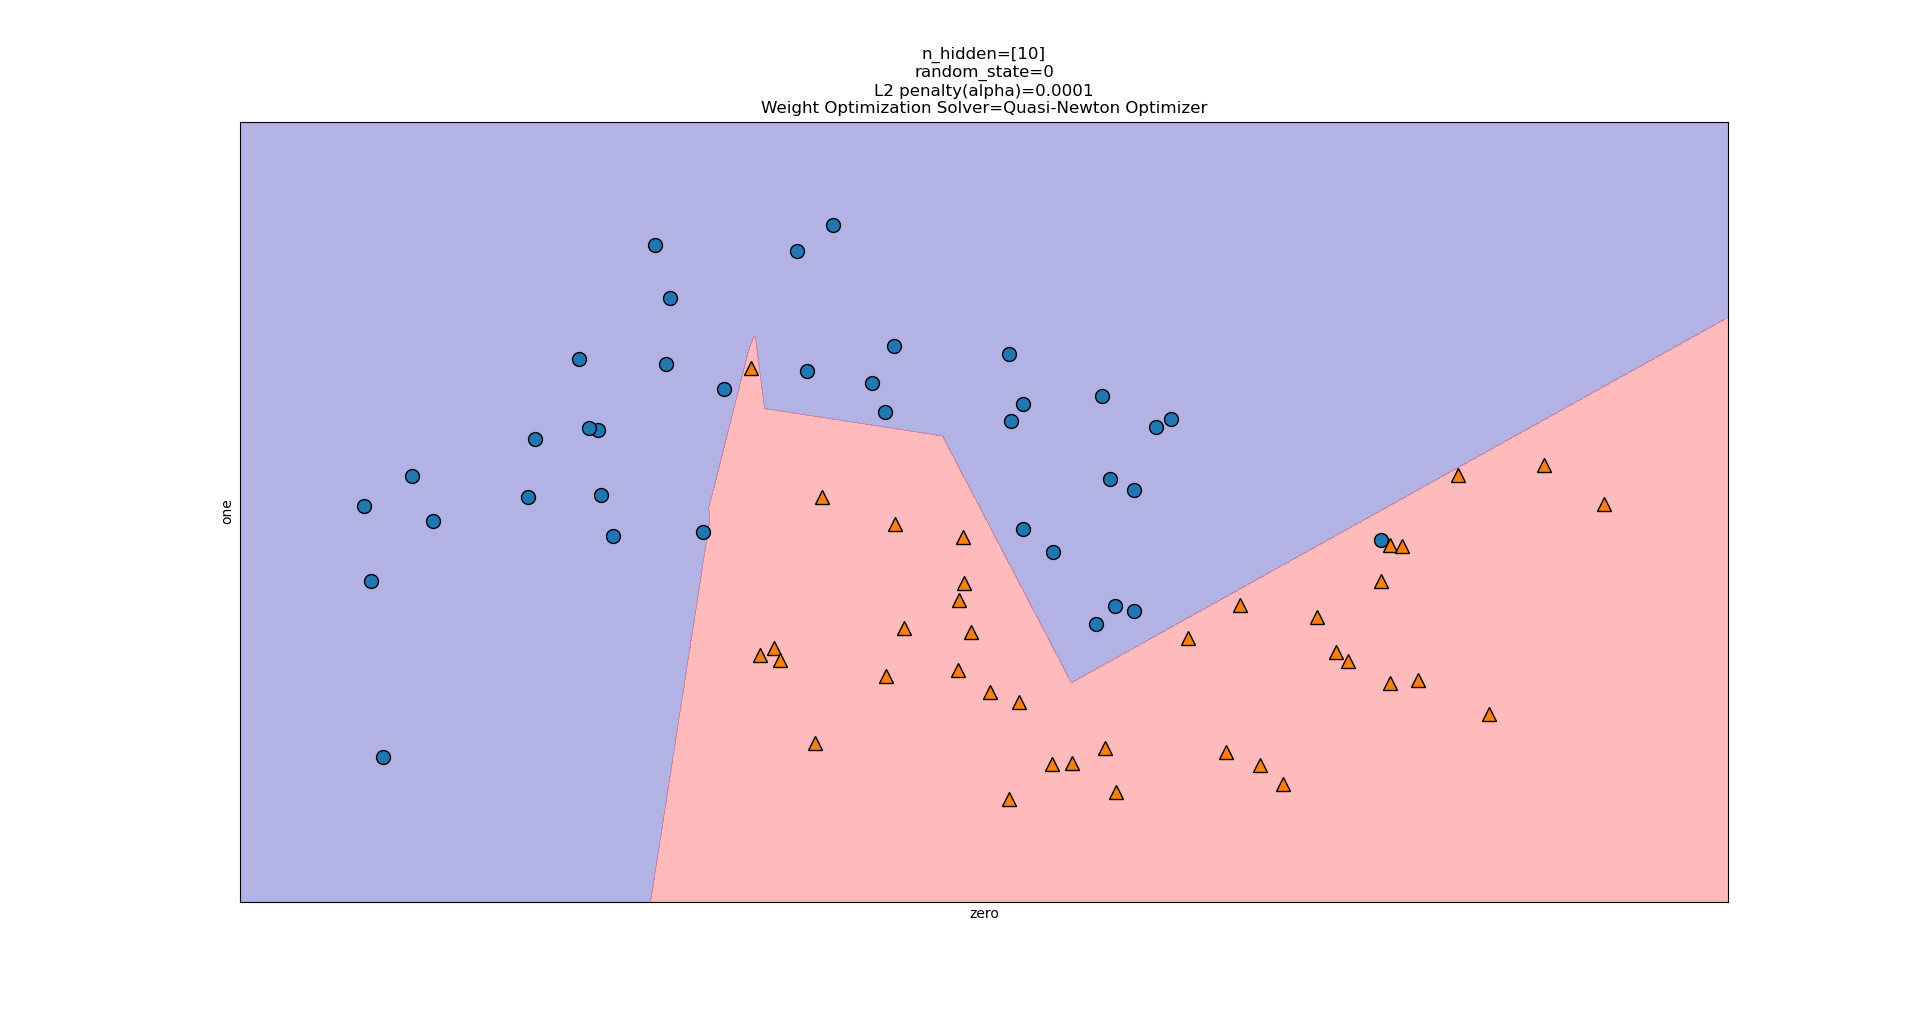 n_hidden=[10]
random_state=0
L2 penalty(alpha)=0.0001
Weight Optimization Solver=Quasi-Newton Optimizer
one
zero